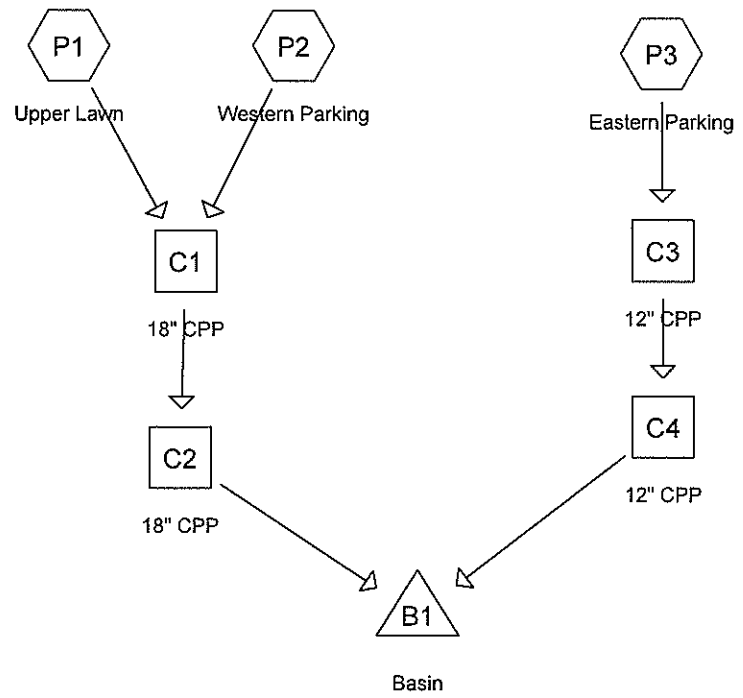 P1
P2
P3
Upper Lawn
Western Parking
Eastern Parking
C1
C3
18" CPP
12" CPP
C2
C4
18" CPP
12" CPP
B1
Basin